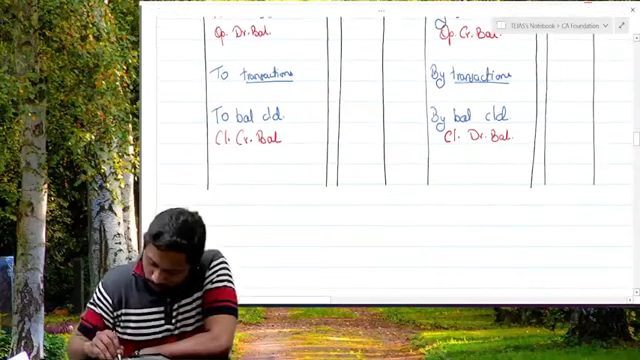 TEJAS's Notebook > CA Foundation
Op. Dr. Bal.
Op. Cr. Bal.
To transactions
By transactions
To bal c/d
By bal c/d
Cl. Cr. Bal
Cl. Dr. Bal.